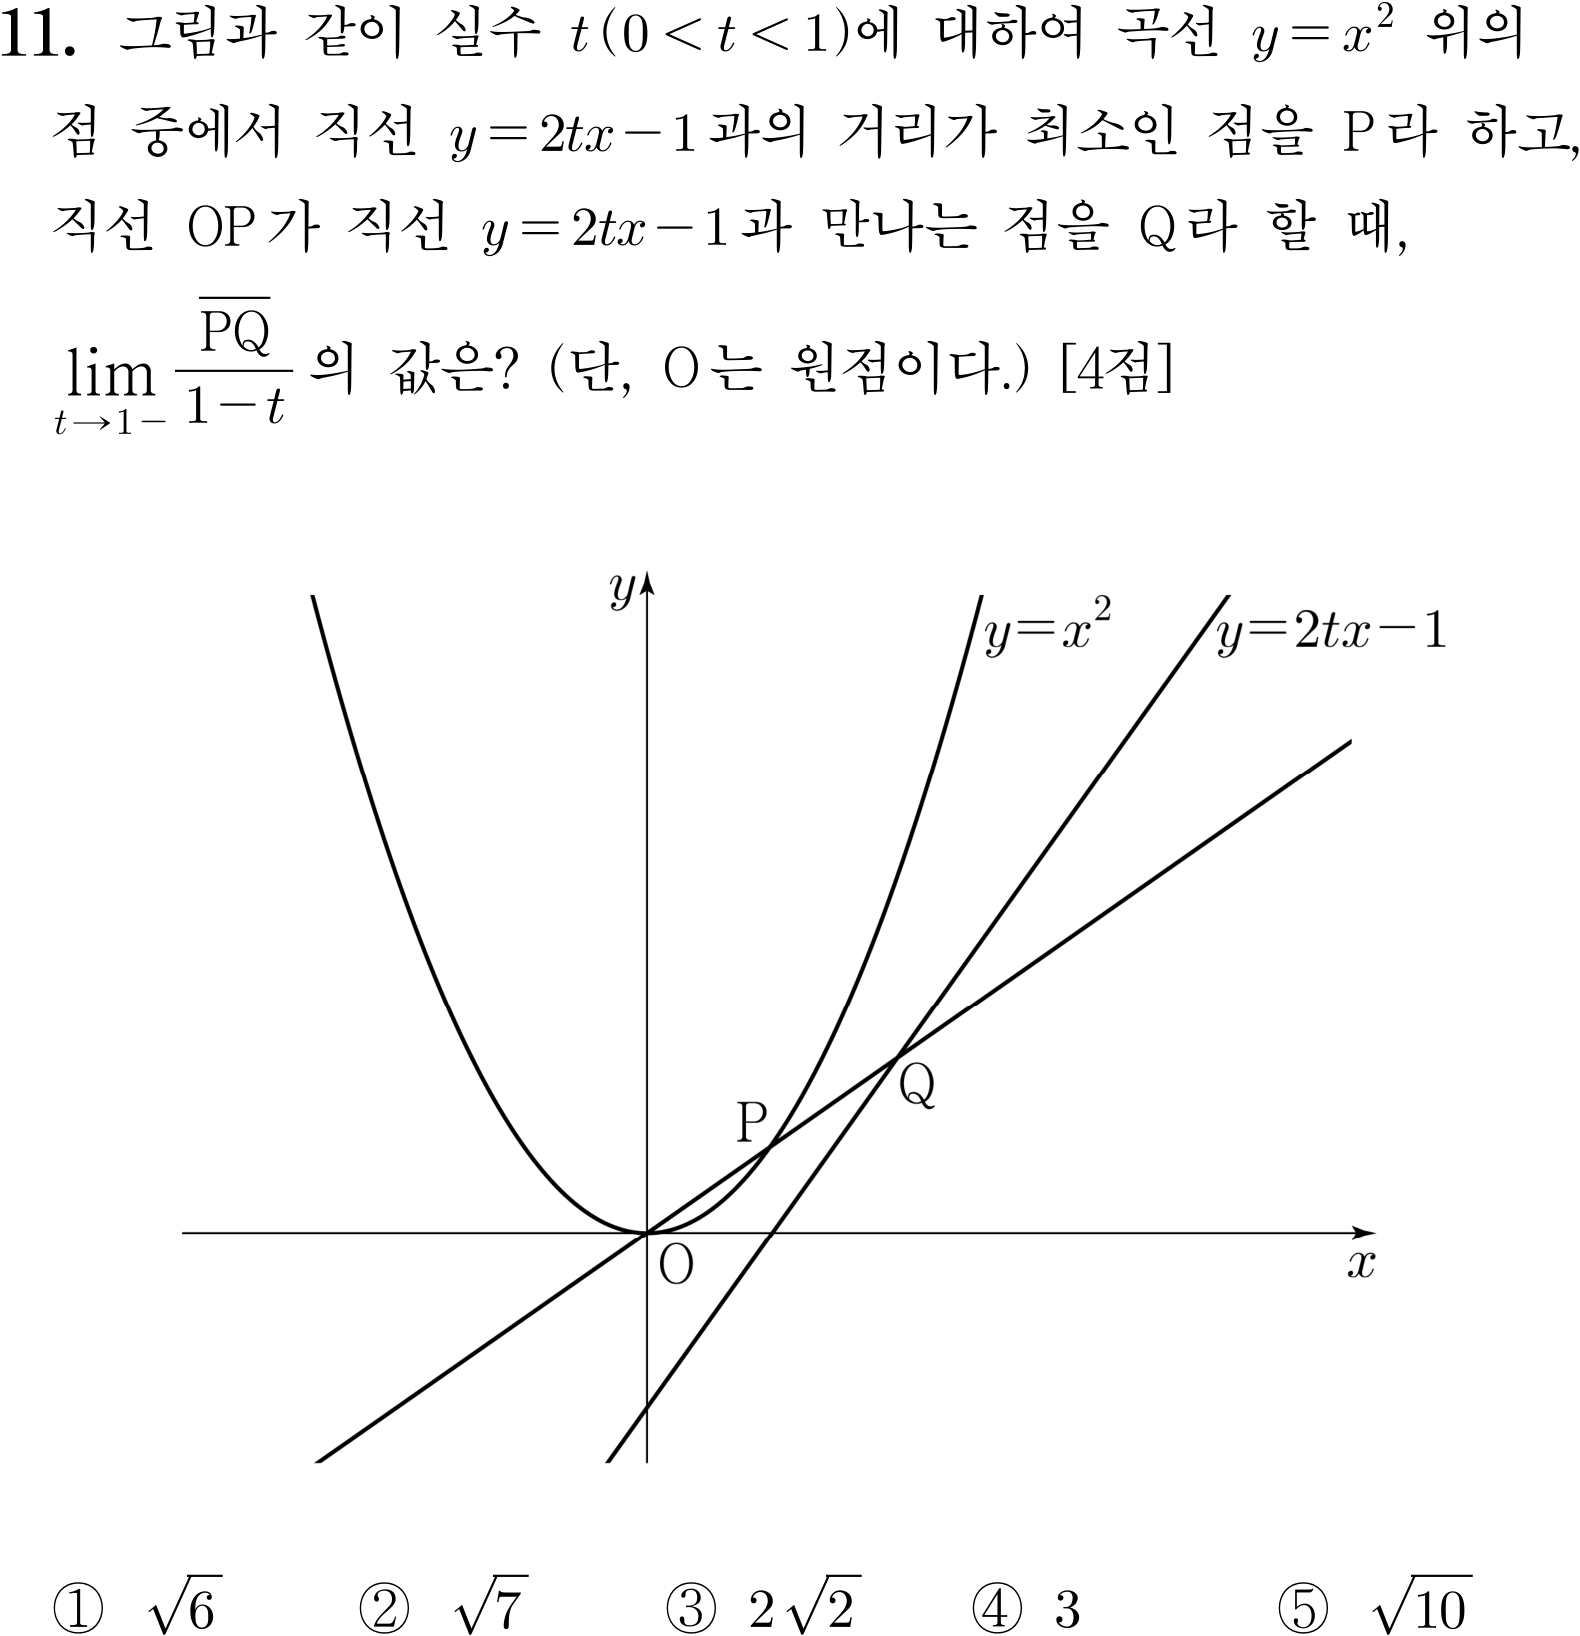 11. 그림과 같이 실수 t(0<t<1)에 대하여 곡선 y=x² 위의
점 중에서 직선 y=2tx-1과의 거리가 최소인 점을 P라 하고,
직선 OP가 직선 y=2tx-1과 만나는 점을 Q라 할 때,
lim_{t→1-} \frac{\overline{PQ}}{1-t}의 값은? (단, O는 원점이다.) [4점]
y
y=x²
y=2tx-1
P
Q
O
x
① √6 ② √7 ③ 2√2 ④ 3 ⑤ √10